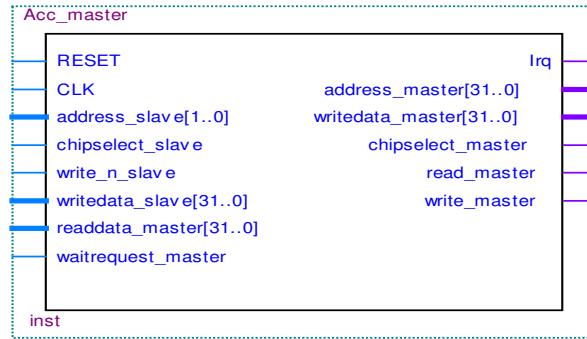 Acc_master
RESET Irq
CLK address_master[31..0]
address_slave[1..0] writedata_master[31..0]
chipselect_slave chipselect_master
write_n_slave read_master
writedata_slave[31..0] write_master
readdata_master[31..0]
waitrequest_master
inst